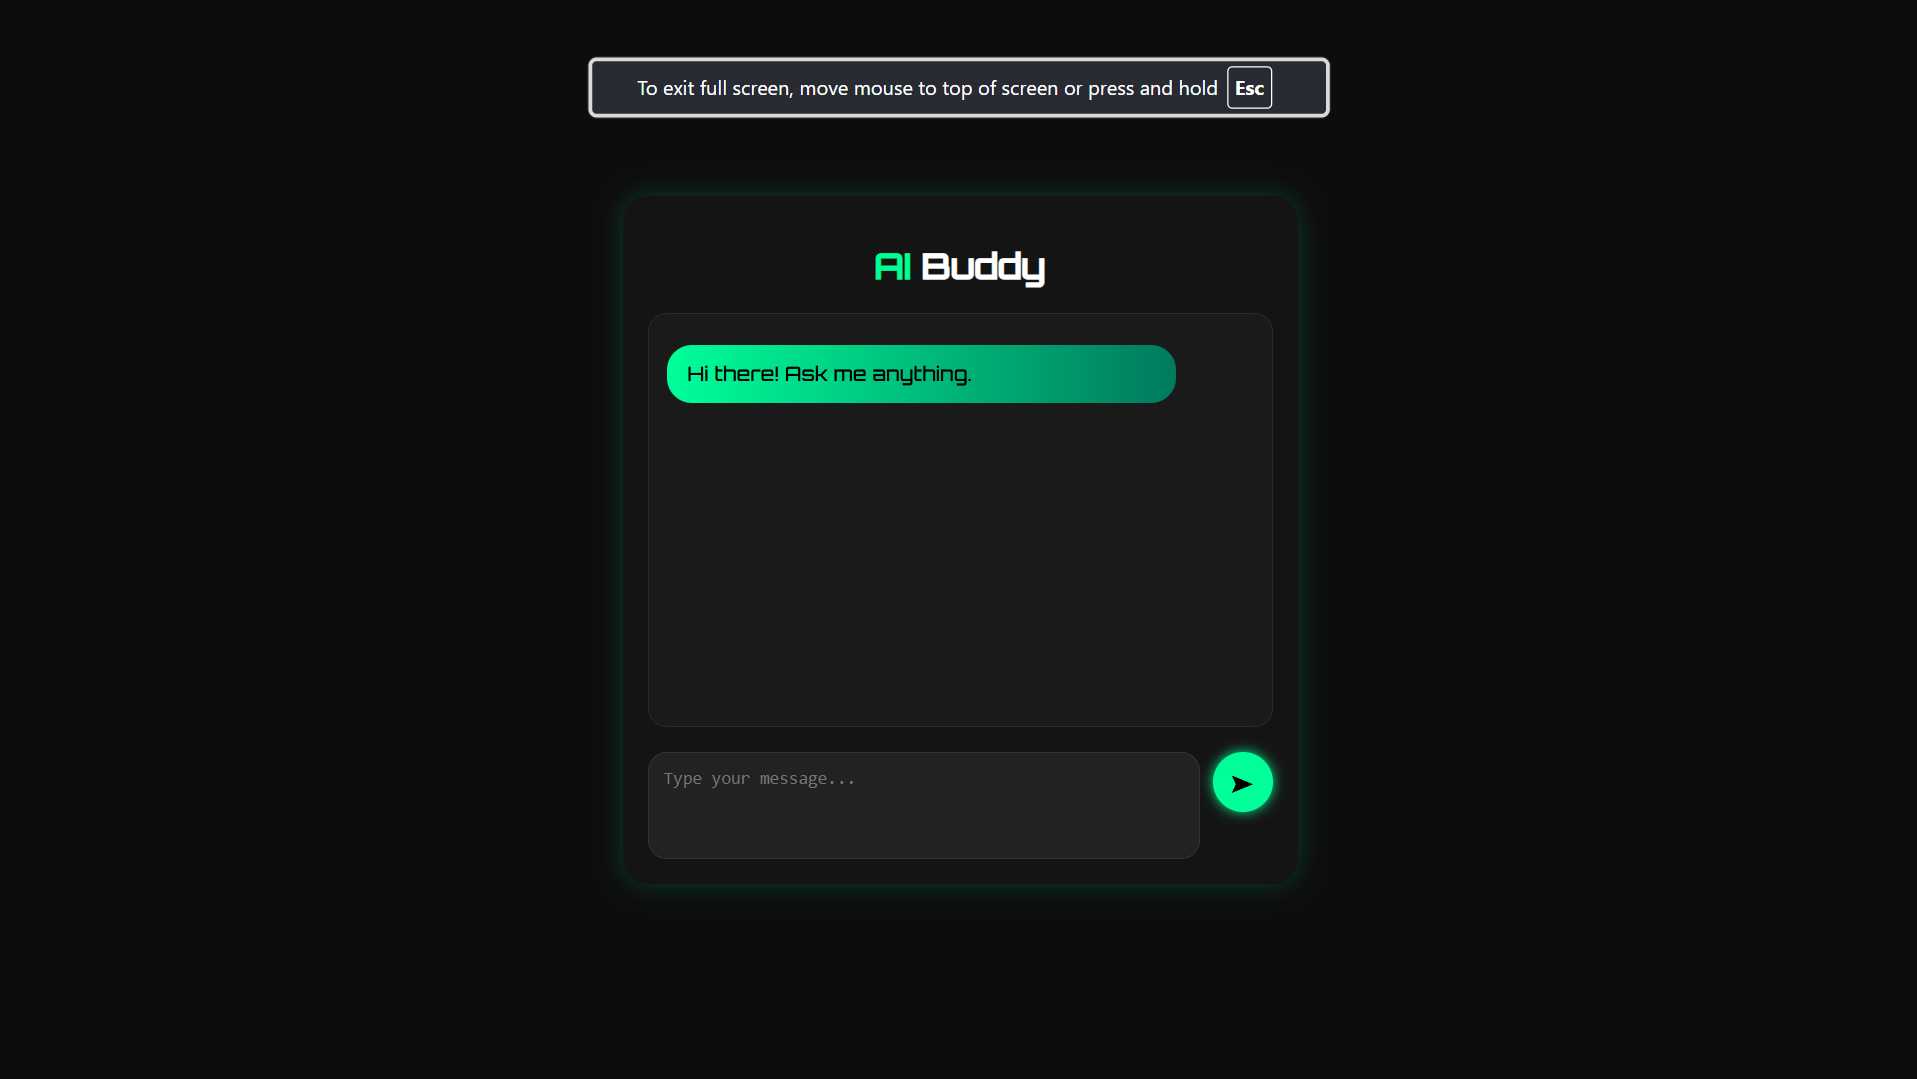 To exit full screen, move mouse to top of screen or press and hold Esc
AI Buddy
Hi there! Ask me anything.
Type your message...